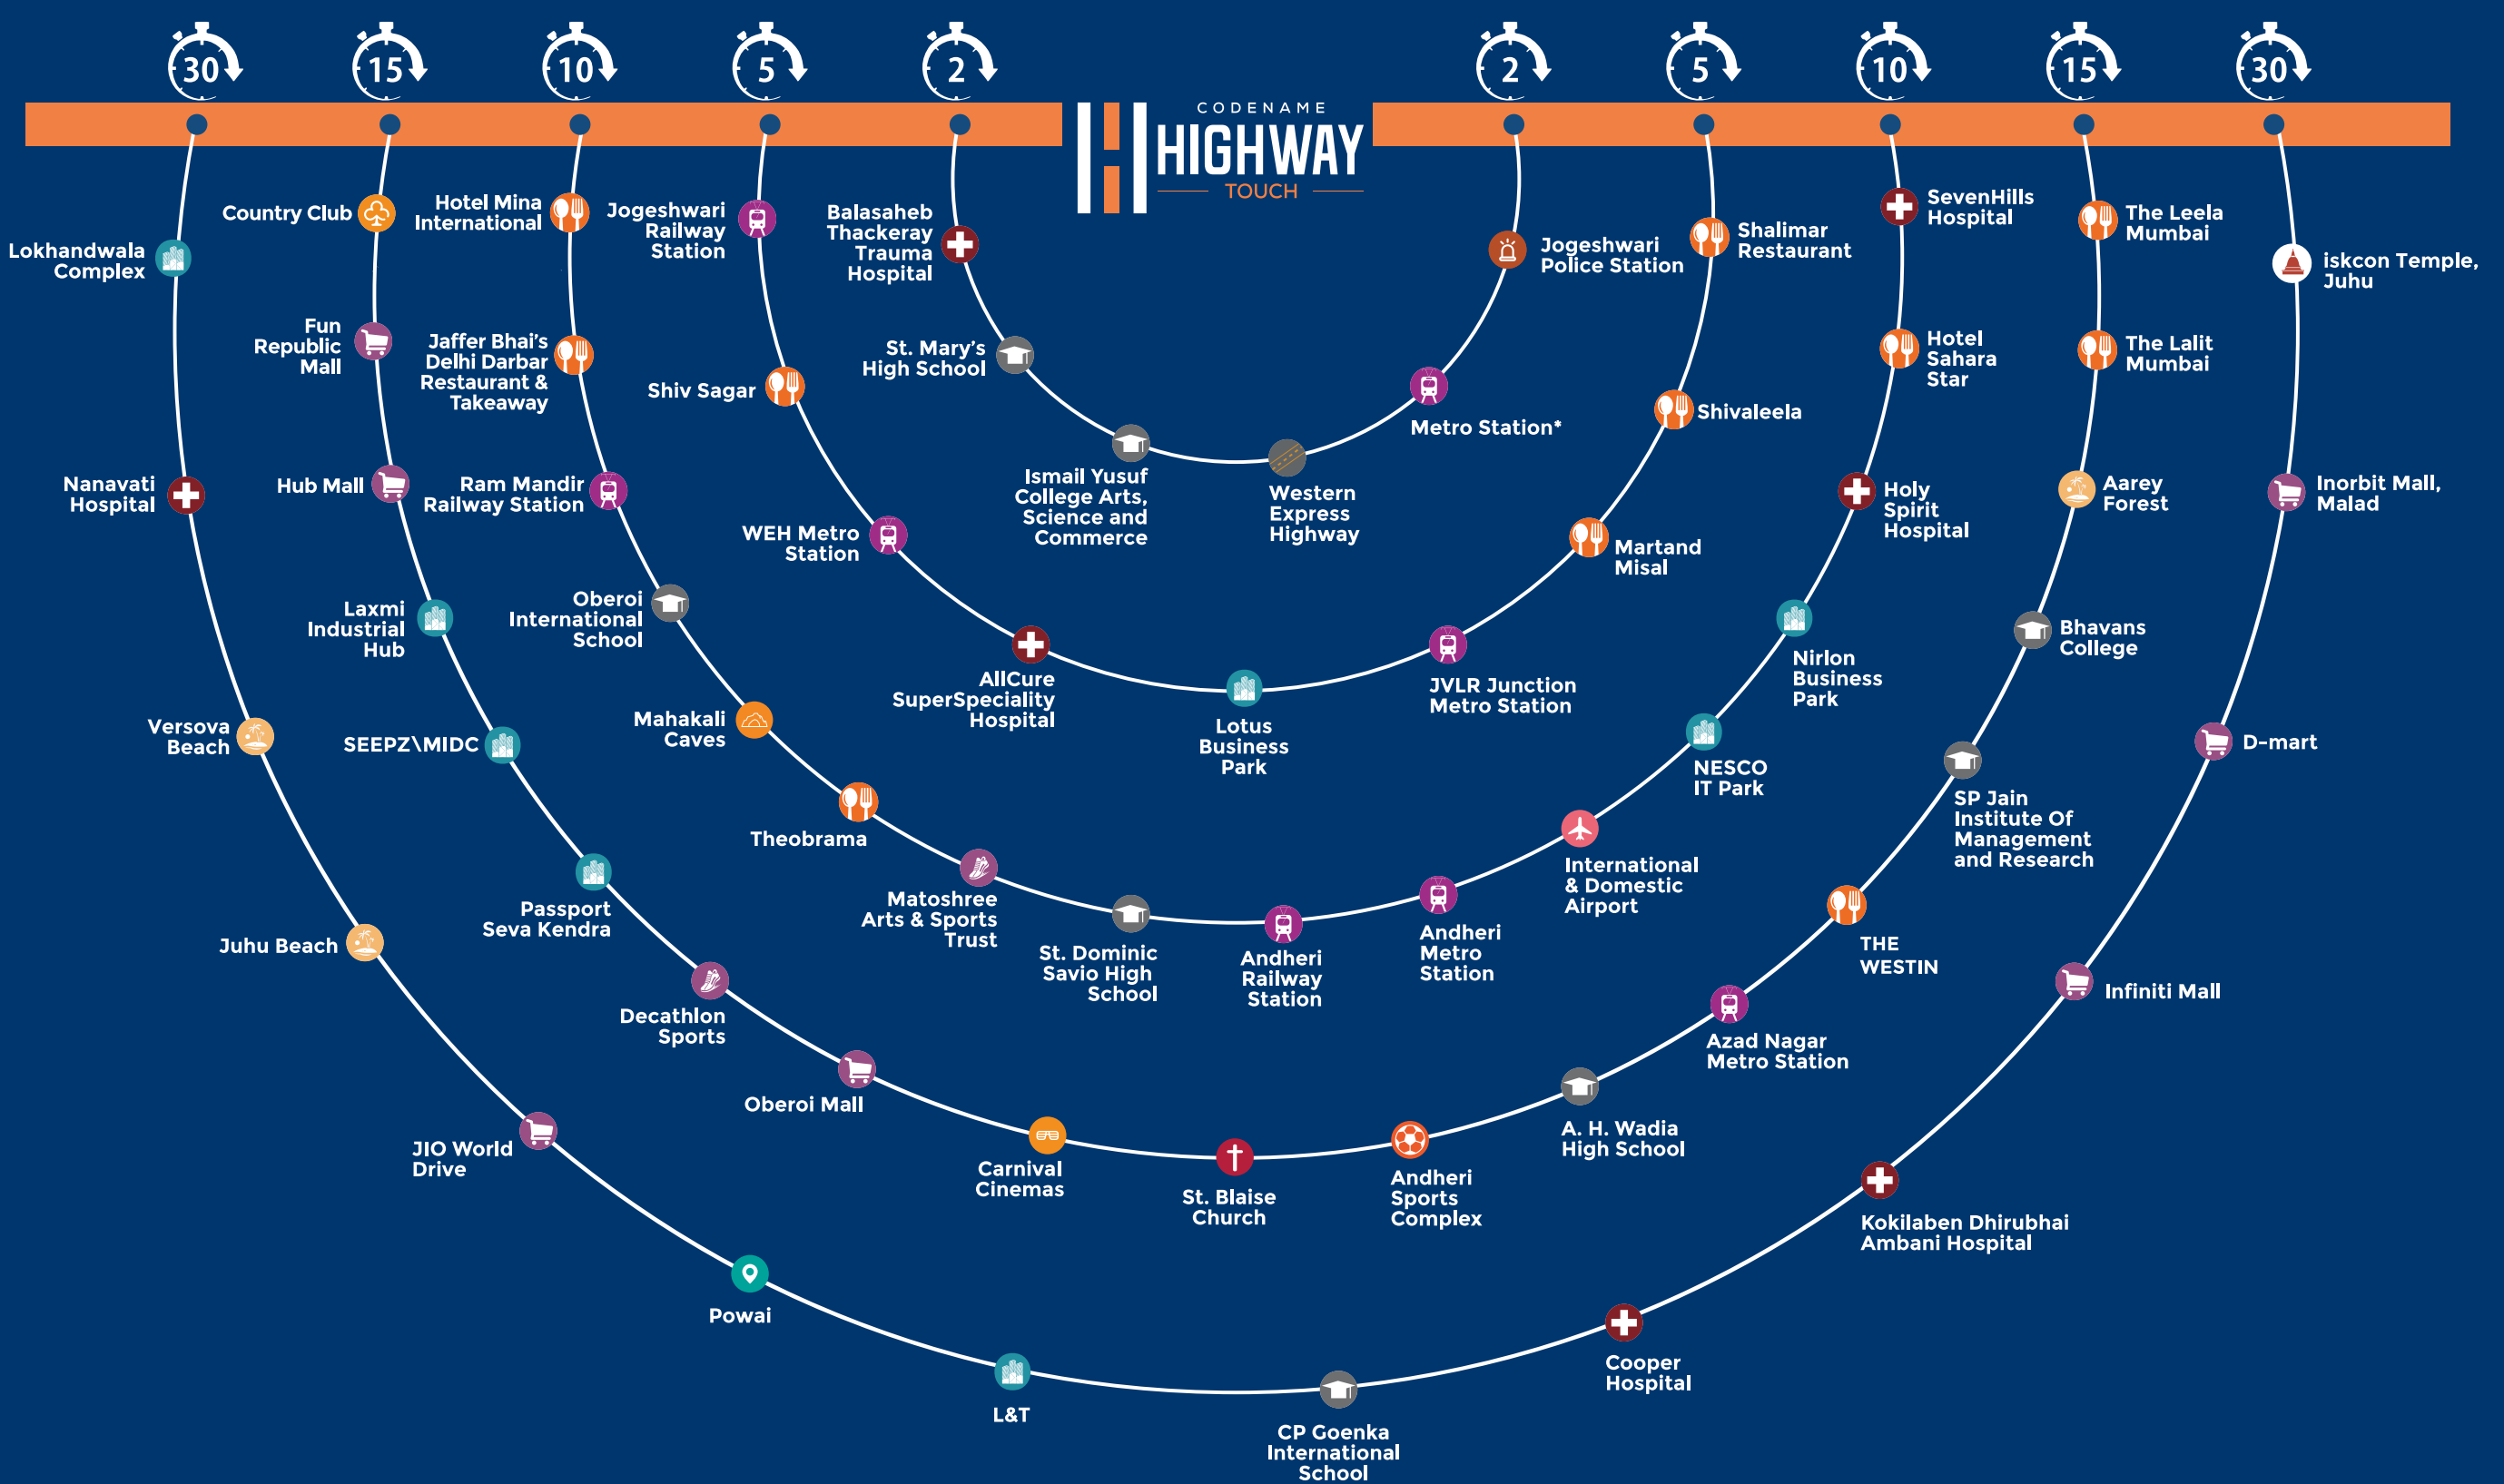 30
15
10
5
2
2
5
10
15
30
CODENAME
HIGHWAY
TOUCH
Lokhandwala
Complex
Nanavati
Hospital
Versova
Beach
Juhu Beach
JIO World
Drive
Powai
L&T
CP Goenka
International
School
Cooper
Hospital
Kokilaben Dhirubhai
Ambani Hospital
Infiniti Mall
D-mart
Inorbit Mall,
Malad
iskcon Temple,
Juhu
Country Club
Fun
Republic
Mall
Hub Mall
Laxmi
Industrial
Hub
SEEPZ\MIDC
Passport
Seva Kendra
Decathlon
Sports
Oberoi Mall
Carnival
Cinemas
St. Blaise
Church
Andheri
Sports
Complex
A. H. Wadia
High School
Azad Nagar
Metro Station
THE
WESTIN
SP Jain
Institute Of
Management
and Research
Bhavans
College
Aarey
Forest
The Lalit
Mumbai
The Leela
Mumbai
Hotel Mina
International
Jaffer Bhai's
Delhi Darbar
Restaurant &
Takeaway
Ram Mandir
Railway Station
Oberoi
International
School
Mahakali
Caves
Theobrama
Matoshree
Arts & Sports
Trust
St. Dominic
Savio High
School
Andheri
Railway
Station
Andheri
Metro
Station
International
& Domestic
Airport
NESCO
IT Park
Nirlon
Business
Park
Holy
Spirit
Hospital
Hotel
Sahara
Star
SevenHills
Hospital
Jogeshwari
Railway
Station
Shiv Sagar
WEH Metro
Station
AllCure
SuperSpeciality
Hospital
Lotus
Business
Park
JVLR Junction
Metro Station
Martand
Misal
Shivaleela
Shalimar
Restaurant
Balasaheb
Thackeray
Trauma
Hospital
St. Mary's
High School
Ismail Yusuf
College Arts,
Science and
Commerce
Western
Express
Highway
Metro Station*
Jogeshwari
Police Station